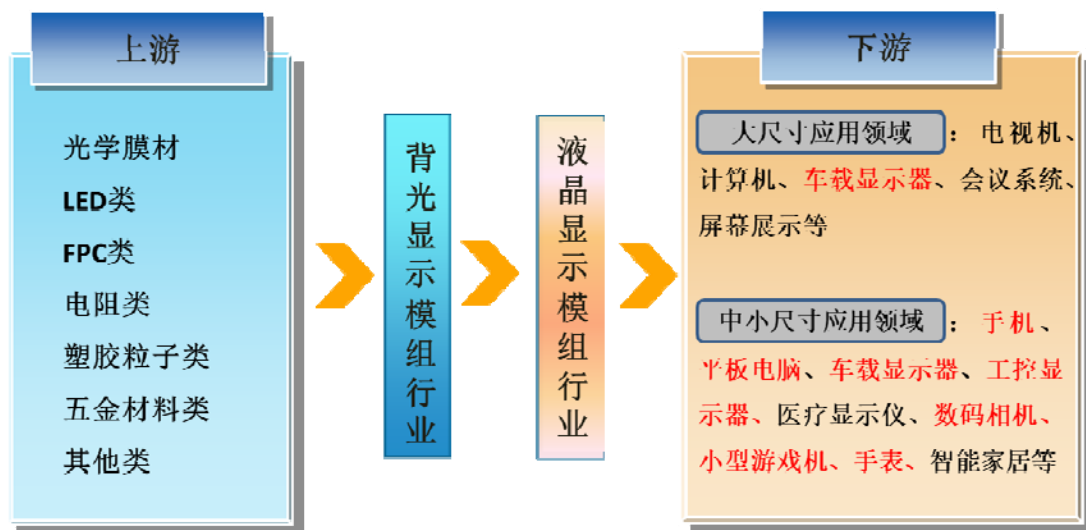 上游
光学膜材
LED类
FPC类
电阻类
塑胶粒子类
五金材料类
其他类
背光显示模组行业
液晶显示模组行业
下游
大尺寸应用领域：电视机、
计算机、车载显示器、会议系统、
屏幕展示等
中小尺寸应用领域：手机、
平板电脑、车载显示器、工控显
示器、医疗显示仪、数码相机、
小型游戏机、手表、智能家居等